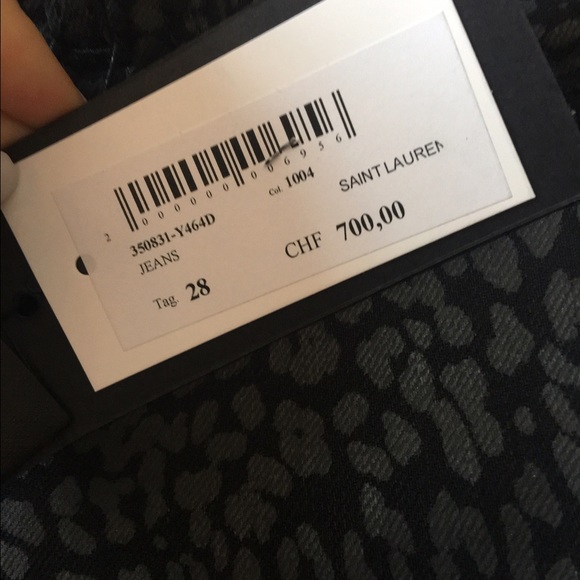 2 000000 006956
350831-Y464D
Col. 1004
SAINT LAUREN
JEANS
Tag. 28
CHF 700,00